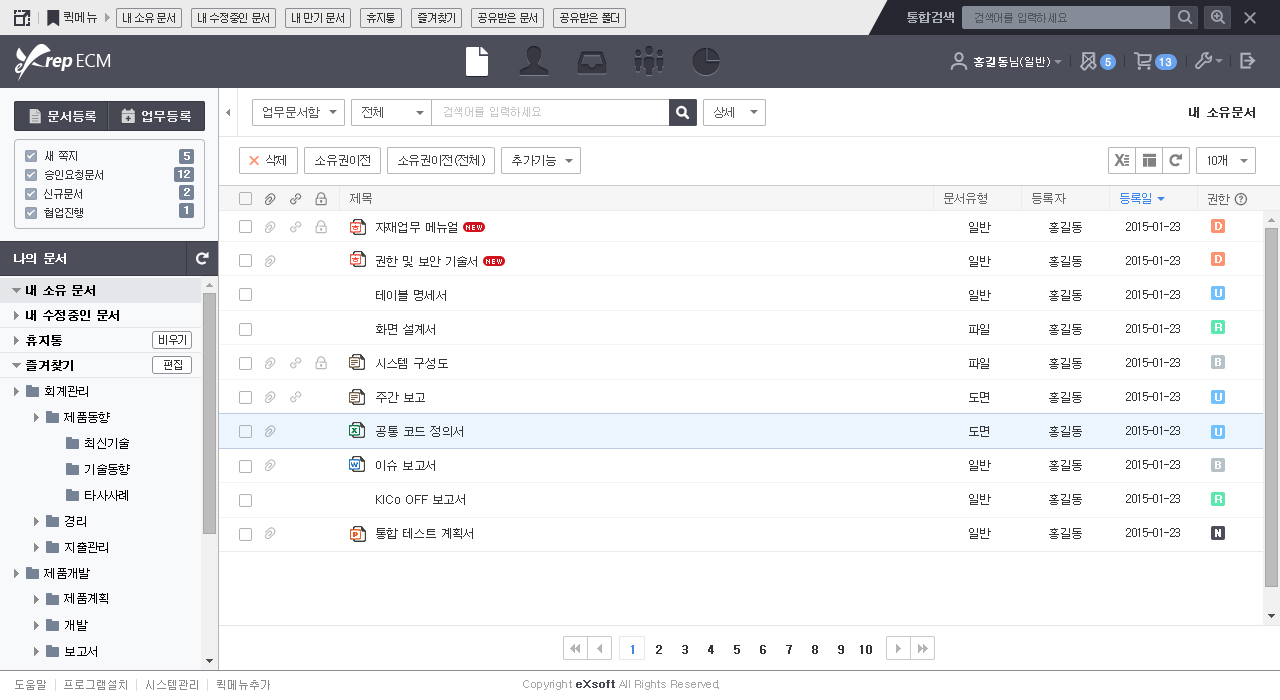 퀵메뉴 내 소유 문서 내 수정중인 문서 내 만기 문서 휴지통 즐겨찾기 공유받은 문서 공유받은 폴더 통합검색 검색어를 입력하세요
eXrep ECM 홍길동님(일반) 5 13
문서등록 업무등록
업무문서함 전체 검색어를 입력하세요 상세 내 소유문서
새 쪽지 5
승인요청문서 12
신규문서 2
협업진행 1
삭제 소유권이전 소유권이전(전체) 추가기능 10개
나의 문서
내 소유 문서
내 수정중인 문서
휴지통 비우기
즐겨찾기 편집
회계관리
제품동향
최신기술
기술동향
타사사례
경리
지출관리
제품개발
제품계획
개발
보고서
제목 문서유형 등록자 등록일 권한
자재업무 메뉴얼 NEW 일반 홍길동 2015-01-23 D
권한 및 보안 기술서 NEW 일반 홍길동 2015-01-23 D
테이블 명세서 일반 홍길동 2015-01-23 U
화면 설계서 파일 홍길동 2015-01-23 R
시스템 구성도 파일 홍길동 2015-01-23 B
주간 보고 도면 홍길동 2015-01-23 U
공통 코드 정의서 도면 홍길동 2015-01-23 U
이슈 보고서 일반 홍길동 2015-01-23 B
KICo OFF 보고서 일반 홍길동 2015-01-23 R
통합 테스트 계획서 일반 홍길동 2015-01-23 N
1 2 3 4 5 6 7 8 9 10
도움말 프로그램설치 시스템관리 퀵메뉴추가 Copyright eXsoft All Rights Reserved.